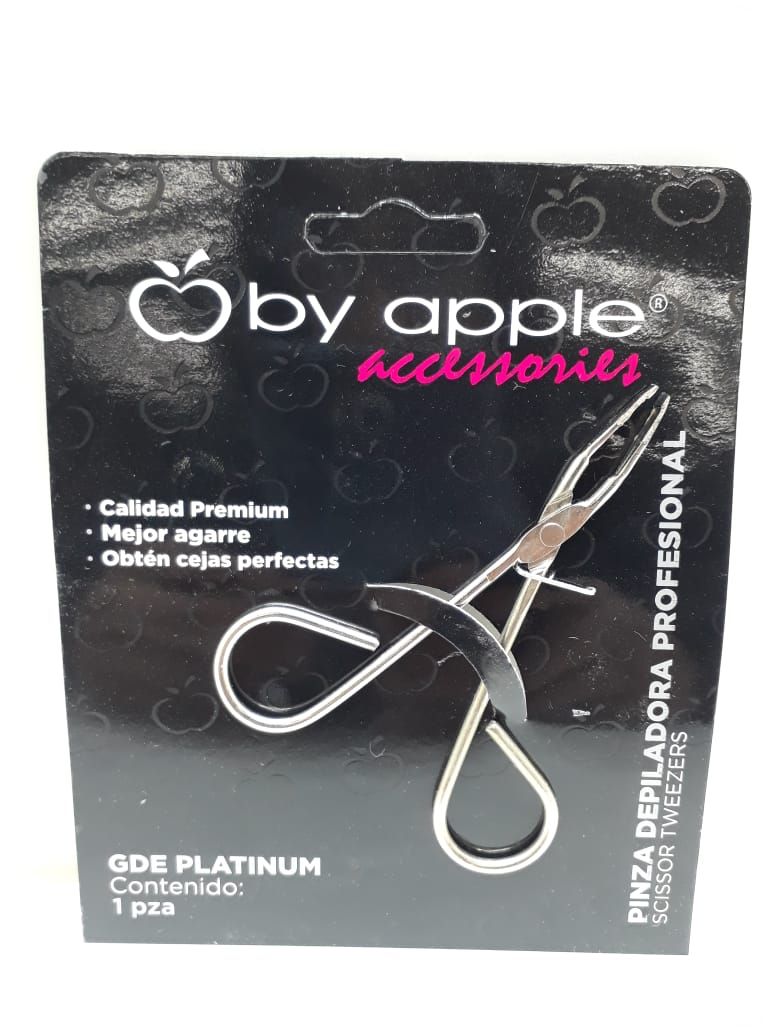 by apple®
accessories
· Calidad Premium
· Mejor agarre
· Obtén cejas perfectas
PINZA DEPILADORA PROFESIONAL
SCISSOR TWEEZERS
GDE PLATINUM
Contenido:
1 pza